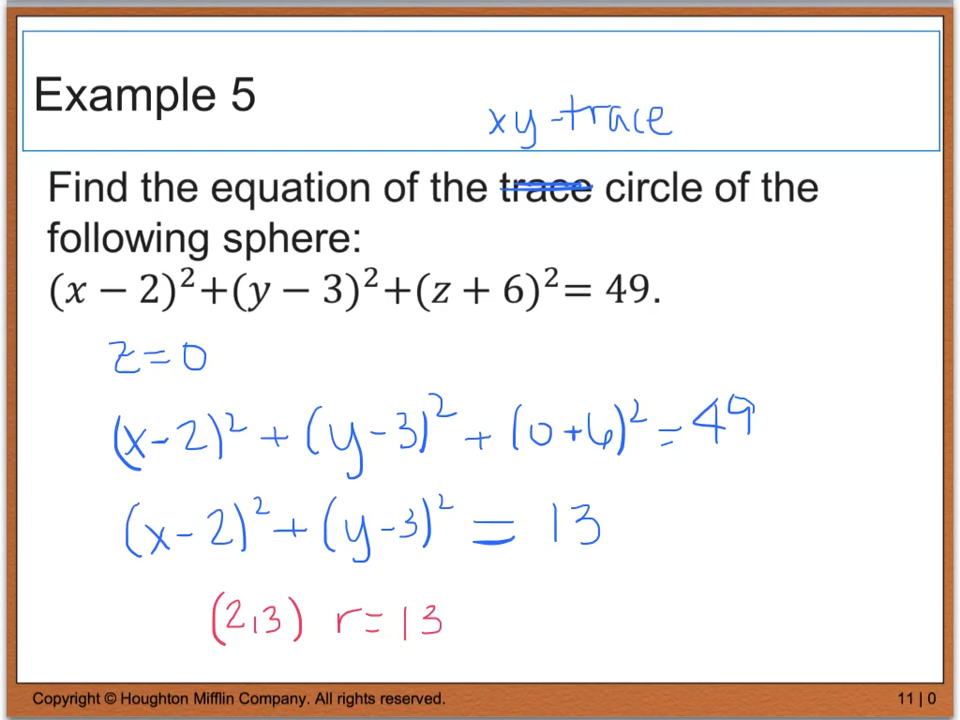 Example 5
xy-trace
Find the equation of the trace circle of the
following sphere:
(x − 2)²+(y − 3)²+(z + 6)²= 49.
z=0
(x-2)² + (y-3)² + (0+6)² = 49
(x-2)² + (y-3)² = 13
(2,3) r=13
Copyright © Houghton Mifflin Company. All rights reserved.
11 | 0